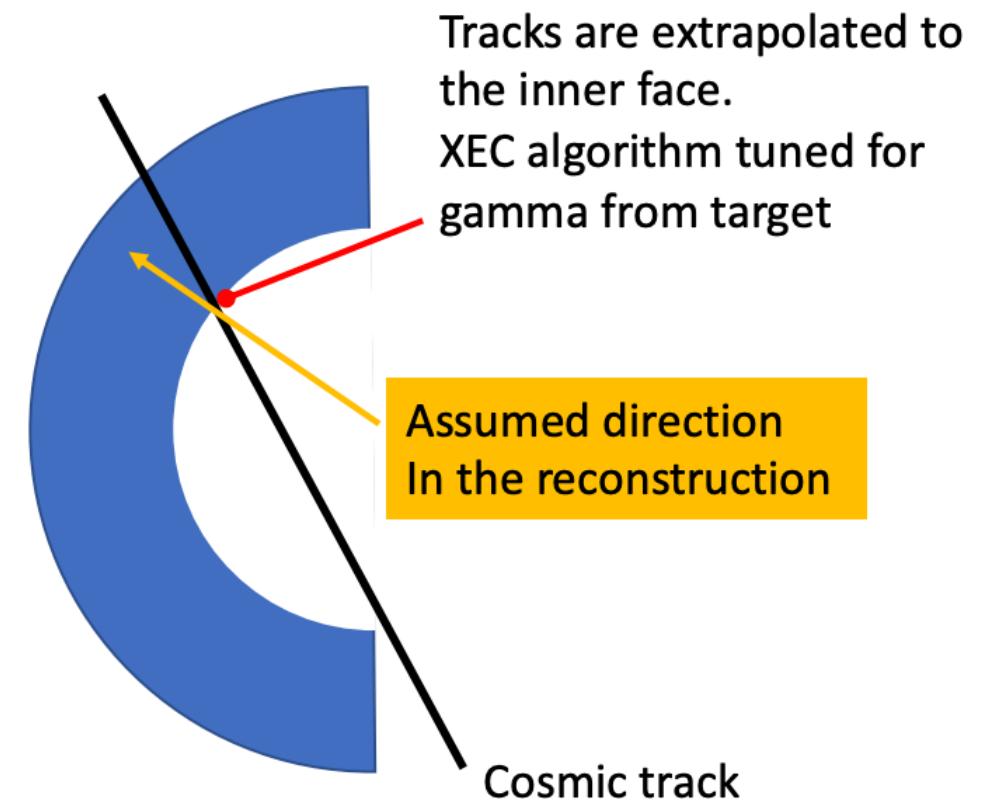 Tracks are extrapolated to
the inner face.
XEC algorithm tuned for
gamma from target
Assumed direction
In the reconstruction
Cosmic track